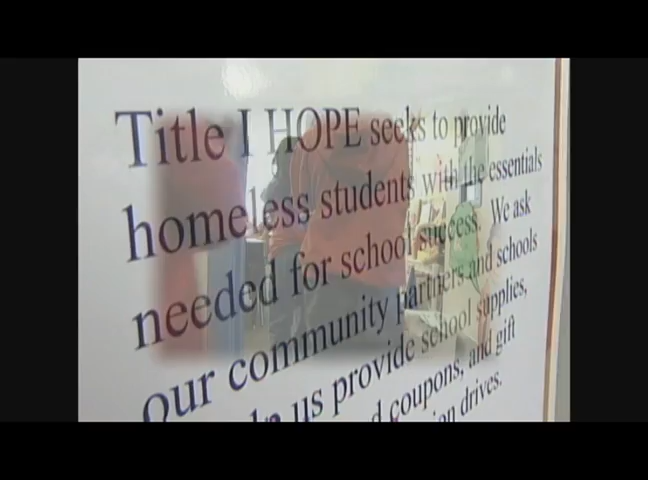 Title I HOPE seeks to provide
homeless students with the essentials
needed for school success. We ask
our community partners and schools
us provide school supplies,
coupons, and gift
drives.